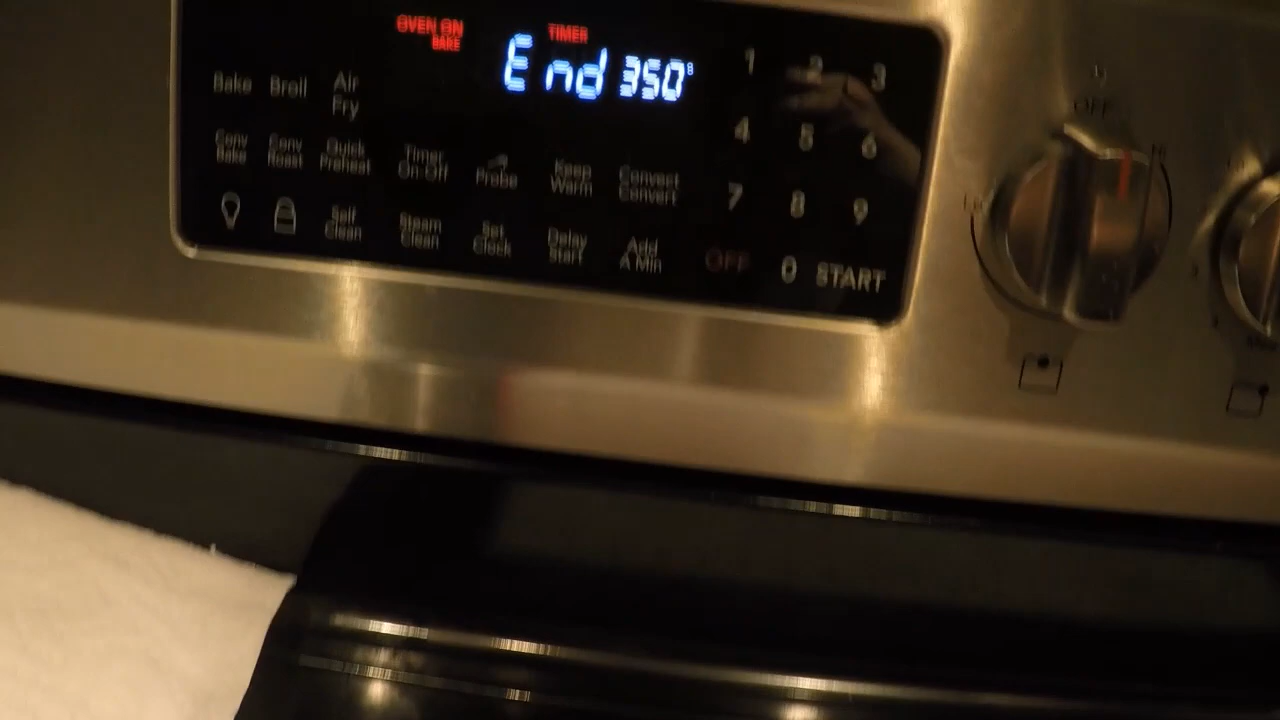 OVEN ON
BAKE
TIMER
End 350°
Bake Broil Air Fry
1 2 3
Conv Bake Conv Roast Quick Preheat Timer On-Off Probe Keep Warm Convect Convert
4 5 6
7 8 9
Self Clean Steam Clean Set Clock Delay Start Add A Min
OFF 0 START
OFF
Hi